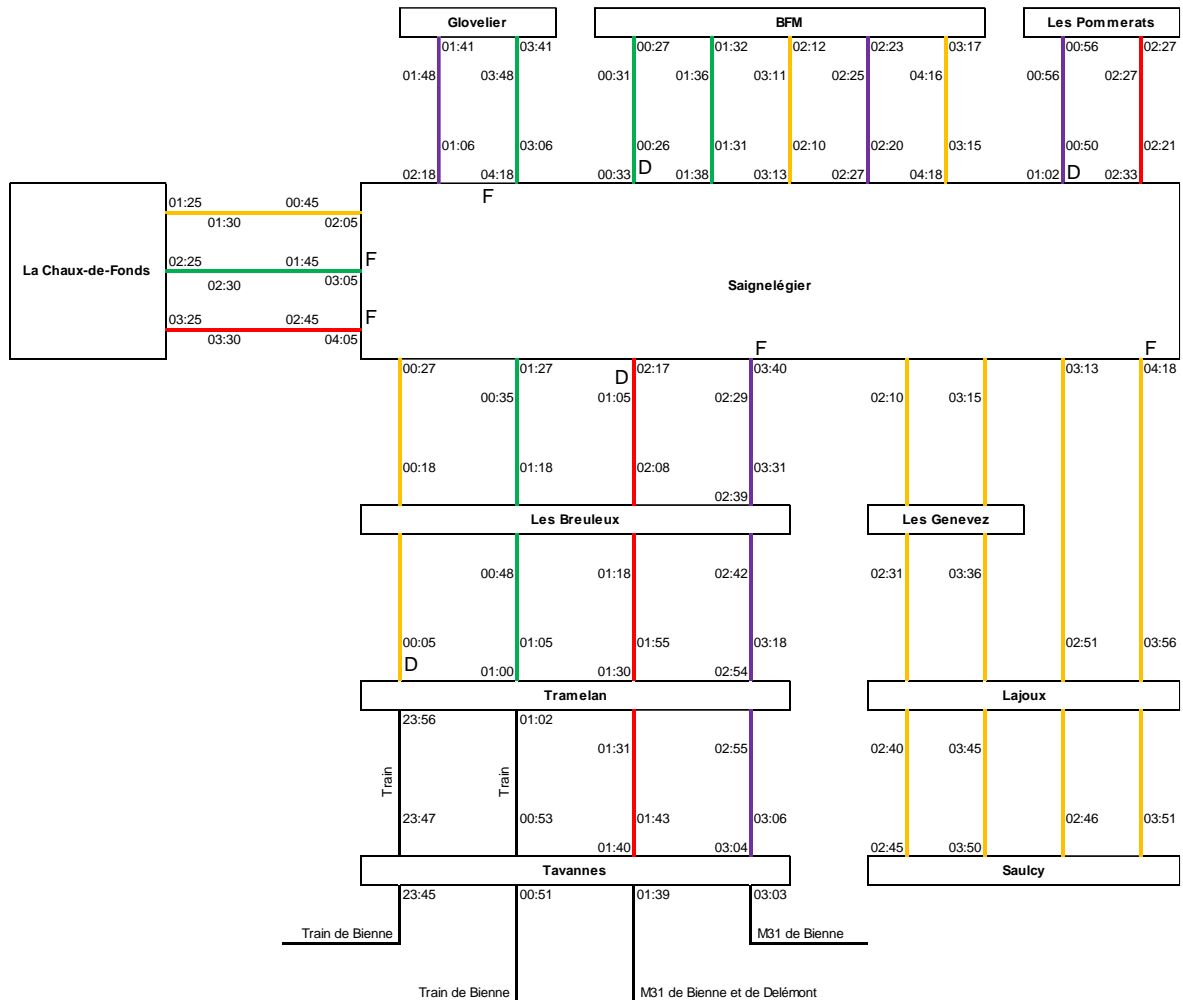 Glovelier
BFM
Les Pommerats
01:41 03:41 00:27 01:32 02:12 02:23 03:17 00:56 02:27
01:48 03:48 00:31 01:36 03:11 02:25 04:16 00:56 02:27
01:06 03:06 00:26 01:31 02:10 02:20 03:15 00:50 02:21
02:18 04:18 00:33 D 01:38 03:13 02:27 04:18 01:02 D 02:33
F
01:25 00:45
01:30 02:05
La Chaux-de-Fonds
02:25 01:45 F
02:30 03:05
Saignelégier
03:25 02:45 F
03:30 04:05
F F
00:27 01:27 D 02:17 03:40 03:13 04:18
00:35 01:05 02:29 02:10 03:15
00:18 01:18 02:08 03:31
02:39
Les Breuleux
Les Genevez
00:48 01:18 02:42 02:31 03:36
00:05 01:05 01:55 03:18 02:51 03:56
D 01:00 01:30 02:54
Tramelan
Lajoux
23:56 01:02
01:31 02:55 02:40 03:45
Train Train
23:47 00:53 01:43 03:06 02:46 03:51
01:40 03:04 02:45 03:50
Tavannes
Saulcy
23:45 00:51 01:39 03:03
Train de Bienne
M31 de Bienne
Train de Bienne
M31 de Bienne et de Delémont